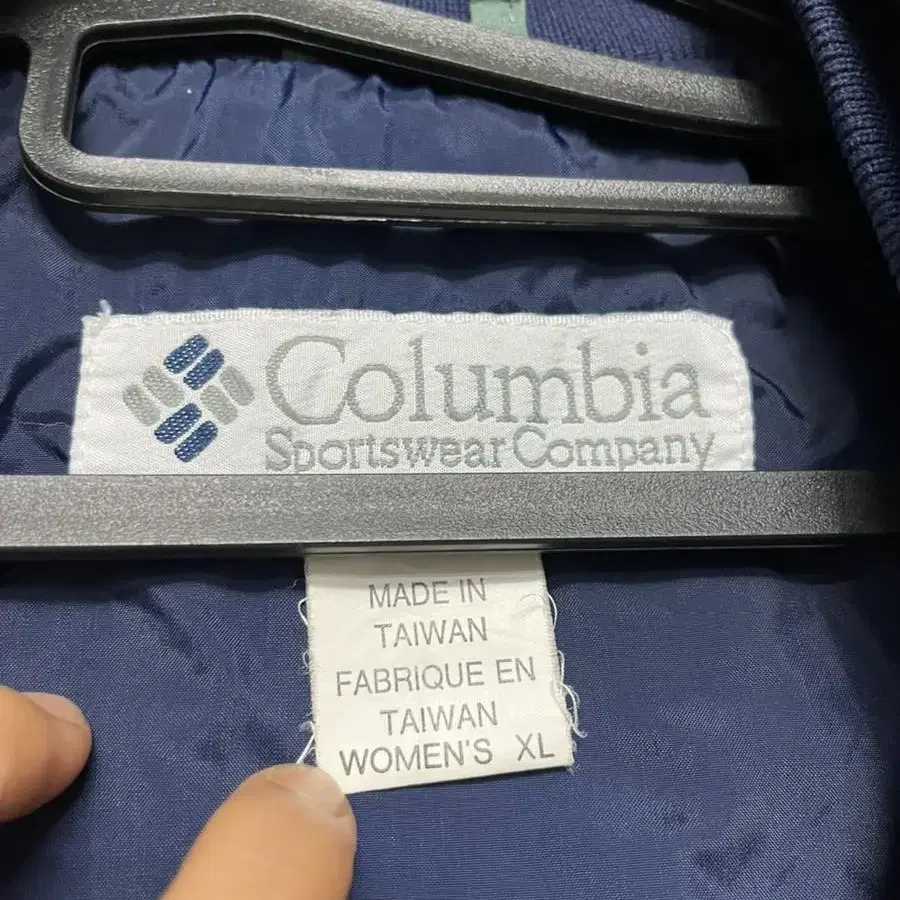 Columbia
Sportswear Company
MADE IN
TAIWAN
FABRIQUE EN
TAIWAN
WOMEN'S XL